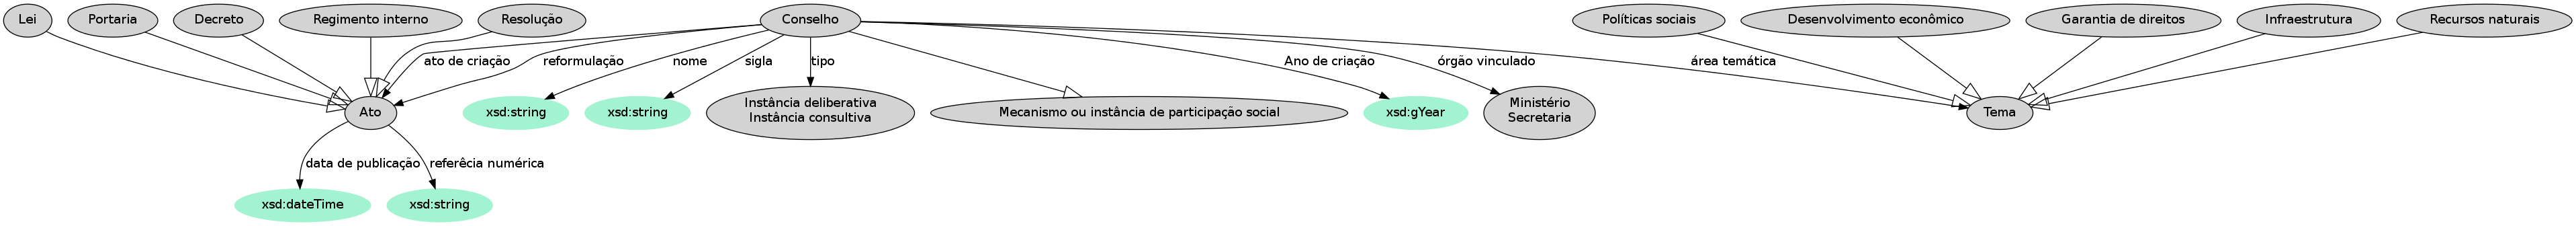 Lei
Portaria
Decreto
Regimento interno
Resolução
Conselho
Políticas sociais
Desenvolvimento econômico
Garantia de direitos
Infraestrutura
Recursos naturais
ato de criação
reformulação
nome
sigla
tipo
Ano de criação
órgão vinculado
área temática
Ato
xsd:string
xsd:string
Instância deliberativa
Instância consultiva
Mecanismo ou instância de participação social
xsd:gYear
Ministério
Secretaria
Tema
data de publicação
referêcia numérica
xsd:dateTime
xsd:string